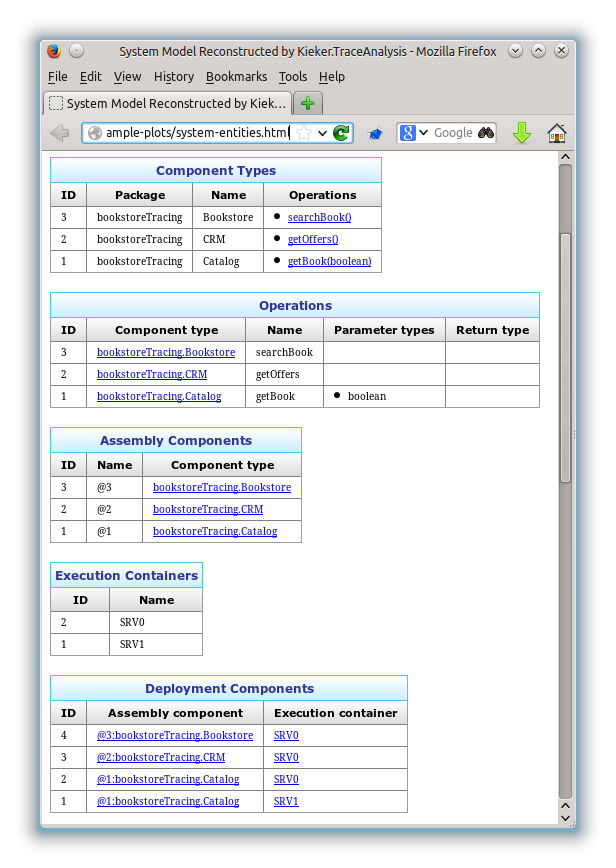 System Model Reconstructed by Kieker.TraceAnalysis - Mozilla Firefox
File Edit View History Bookmarks Tools Help
System Model Reconstructed by Kiek...
ample-plots/system-entities.html Google
Component Types
ID Package Name Operations
3 bookstoreTracing Bookstore • searchBook()
2 bookstoreTracing CRM • getOffers()
1 bookstoreTracing Catalog • getBook(boolean)
Operations
ID Component type Name Parameter types Return type
3 bookstoreTracing.Bookstore searchBook
2 bookstoreTracing.CRM getOffers
1 bookstoreTracing.Catalog getBook • boolean
Assembly Components
ID Name Component type
3 @3 bookstoreTracing.Bookstore
2 @2 bookstoreTracing.CRM
1 @1 bookstoreTracing.Catalog
Execution Containers
ID Name
2 SRV0
1 SRV1
Deployment Components
ID Assembly component Execution container
4 @3:bookstoreTracing.Bookstore SRV0
3 @2:bookstoreTracing.CRM SRV0
2 @1:bookstoreTracing.Catalog SRV0
1 @1:bookstoreTracing.Catalog SRV1